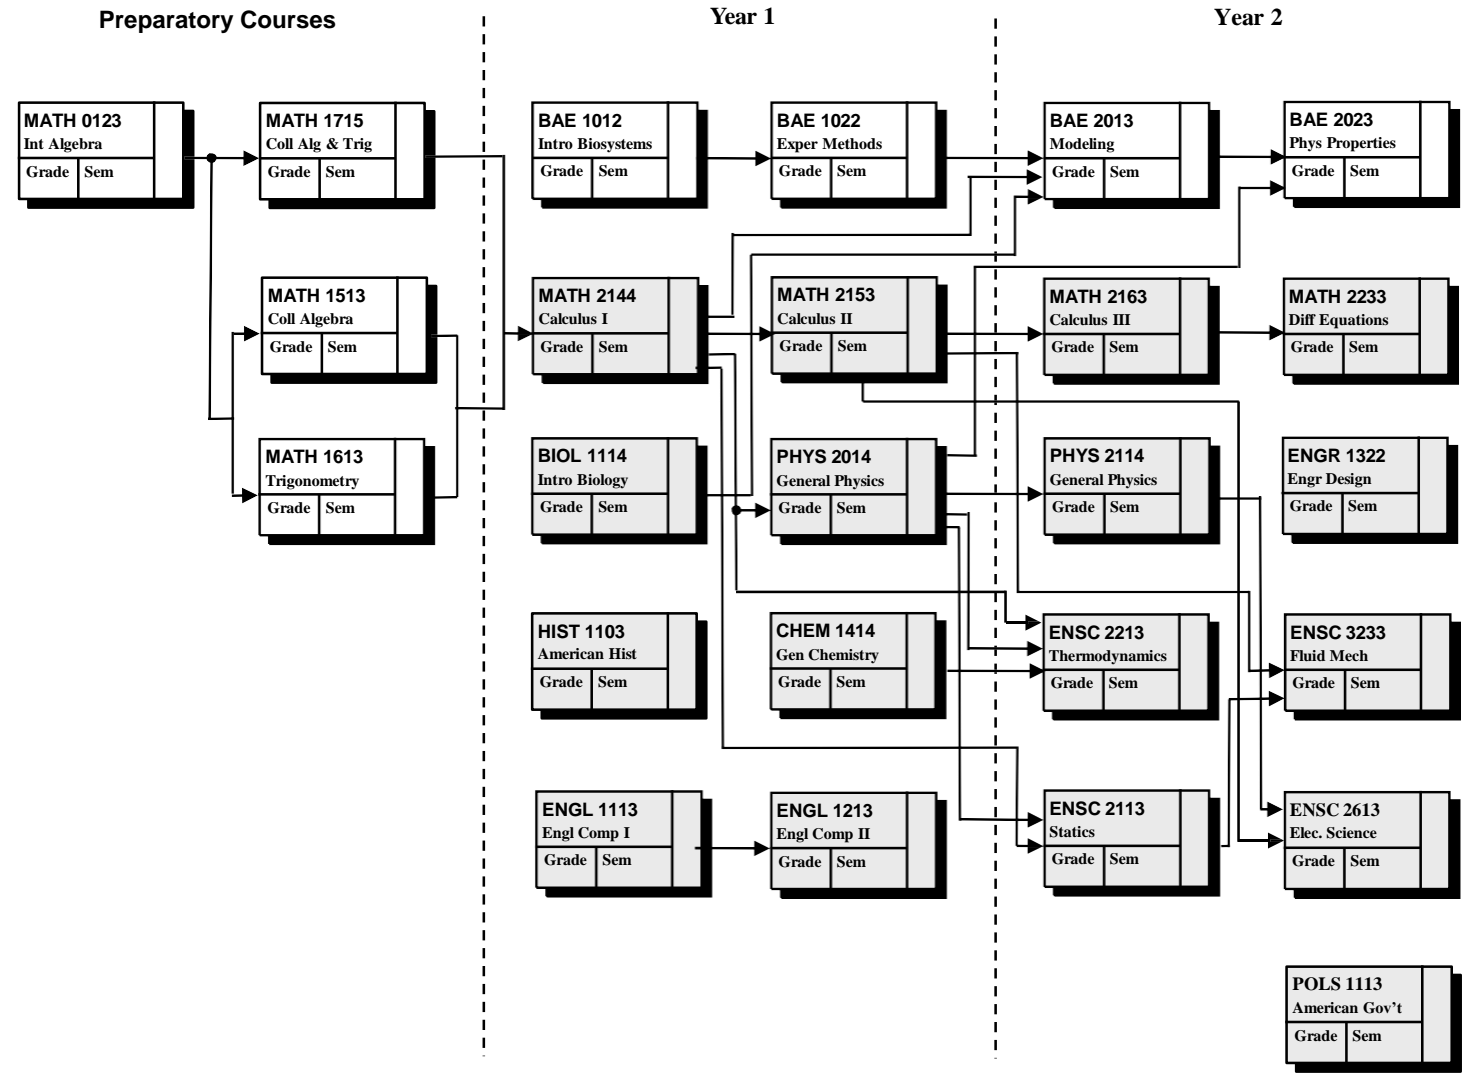 Preparatory Courses
Year 1
Year 2
MATH 0123
Int Algebra
Grade Sem
MATH 1715
Coll Alg & Trig
Grade Sem
BAE 1012
Intro Biosystems
Grade Sem
BAE 1022
Exper Methods
Grade Sem
BAE 2013
Modeling
Grade Sem
BAE 2023
Phys Properties
Grade Sem
MATH 1513
Coll Algebra
Grade Sem
MATH 2144
Calculus I
Grade Sem
MATH 2153
Calculus II
Grade Sem
MATH 2163
Calculus III
Grade Sem
MATH 2233
Diff Equations
Grade Sem
MATH 1613
Trigonometry
Grade Sem
BIOL 1114
Intro Biology
Grade Sem
PHYS 2014
General Physics
Grade Sem
PHYS 2114
General Physics
Grade Sem
ENGR 1322
Engr Design
Grade Sem
HIST 1103
American Hist
Grade Sem
CHEM 1414
Gen Chemistry
Grade Sem
ENSC 2213
Thermodynamics
Grade Sem
ENSC 3233
Fluid Mech
Grade Sem
ENGL 1113
Engl Comp I
Grade Sem
ENGL 1213
Engl Comp II
Grade Sem
ENSC 2113
Statics
Grade Sem
ENSC 2613
Elec. Science
Grade Sem
POLS 1113
American Gov't
Grade Sem